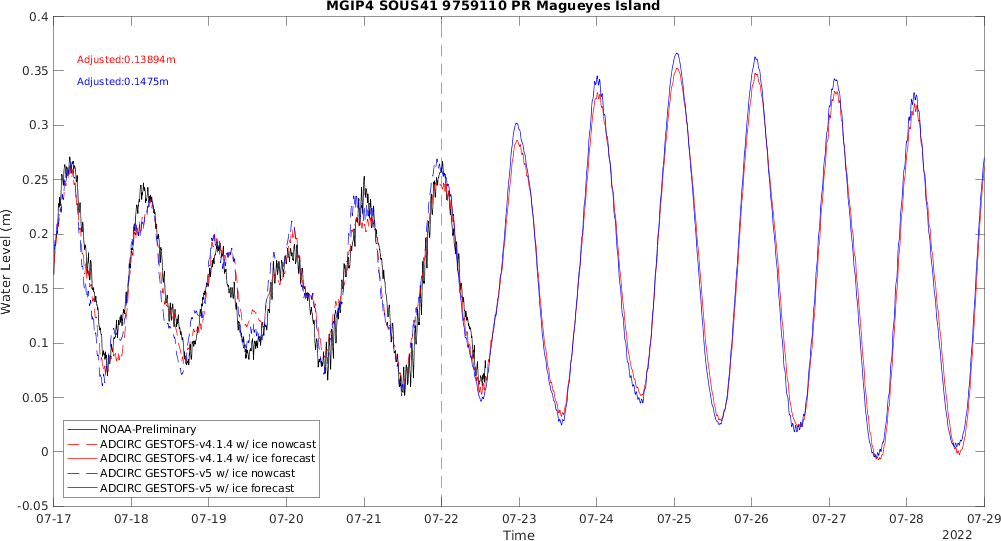 MGIP4 SOUS41 9759110 PR Magueyes Island
0.4
0.35
0.3
0.25
0.2
0.15
0.1
0.05
0
-0.05
Water Level (m)
Adjusted:0.13894m
Adjusted:0.1475m
NOAA-Preliminary
ADCIRC GESTOFS-v4.1.4 w/ ice nowcast
ADCIRC GESTOFS-v4.1.4 w/ ice forecast
ADCIRC GESTOFS-v5 w/ ice nowcast
ADCIRC GESTOFS-v5 w/ ice forecast
07-17 07-18 07-19 07-20 07-21 07-22 07-23 07-24 07-25 07-26 07-27 07-28 07-29
Time
2022